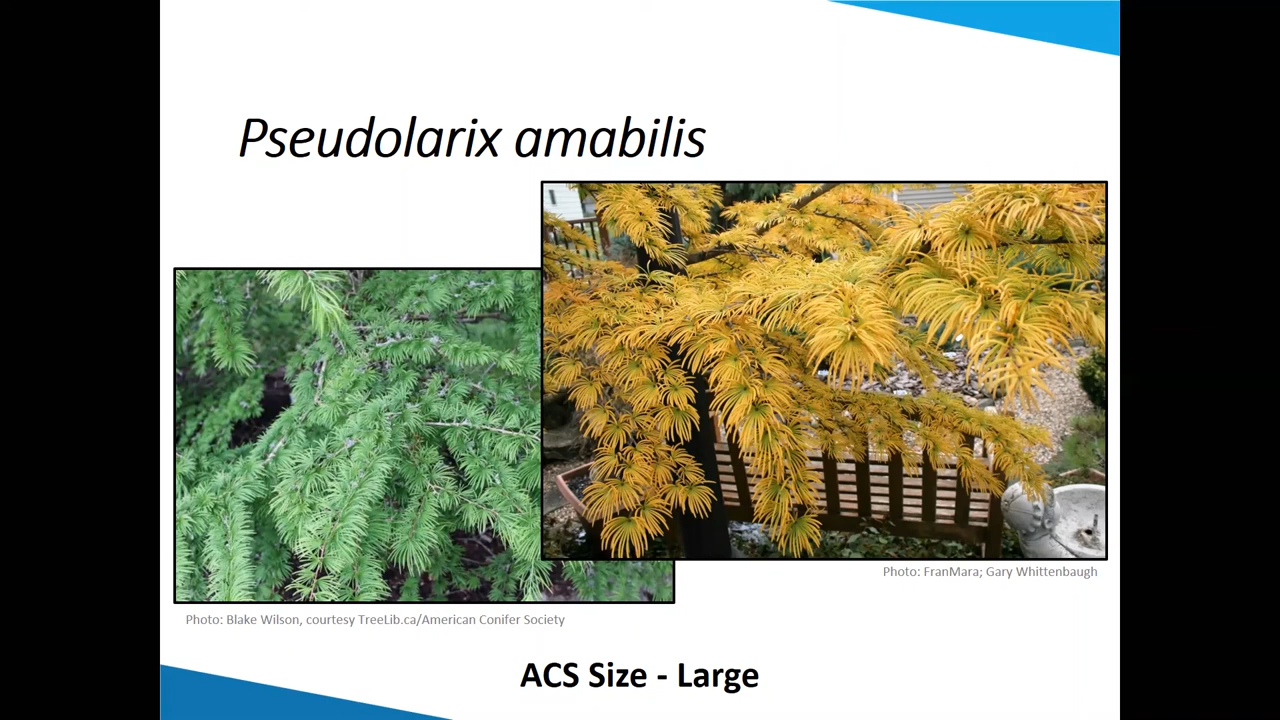 Pseudolarix amabilis
Photo: FranMara; Gary Whittenbaugh
Photo: Blake Wilson, courtesy TreeLib.ca/American Conifer Society
ACS Size - Large